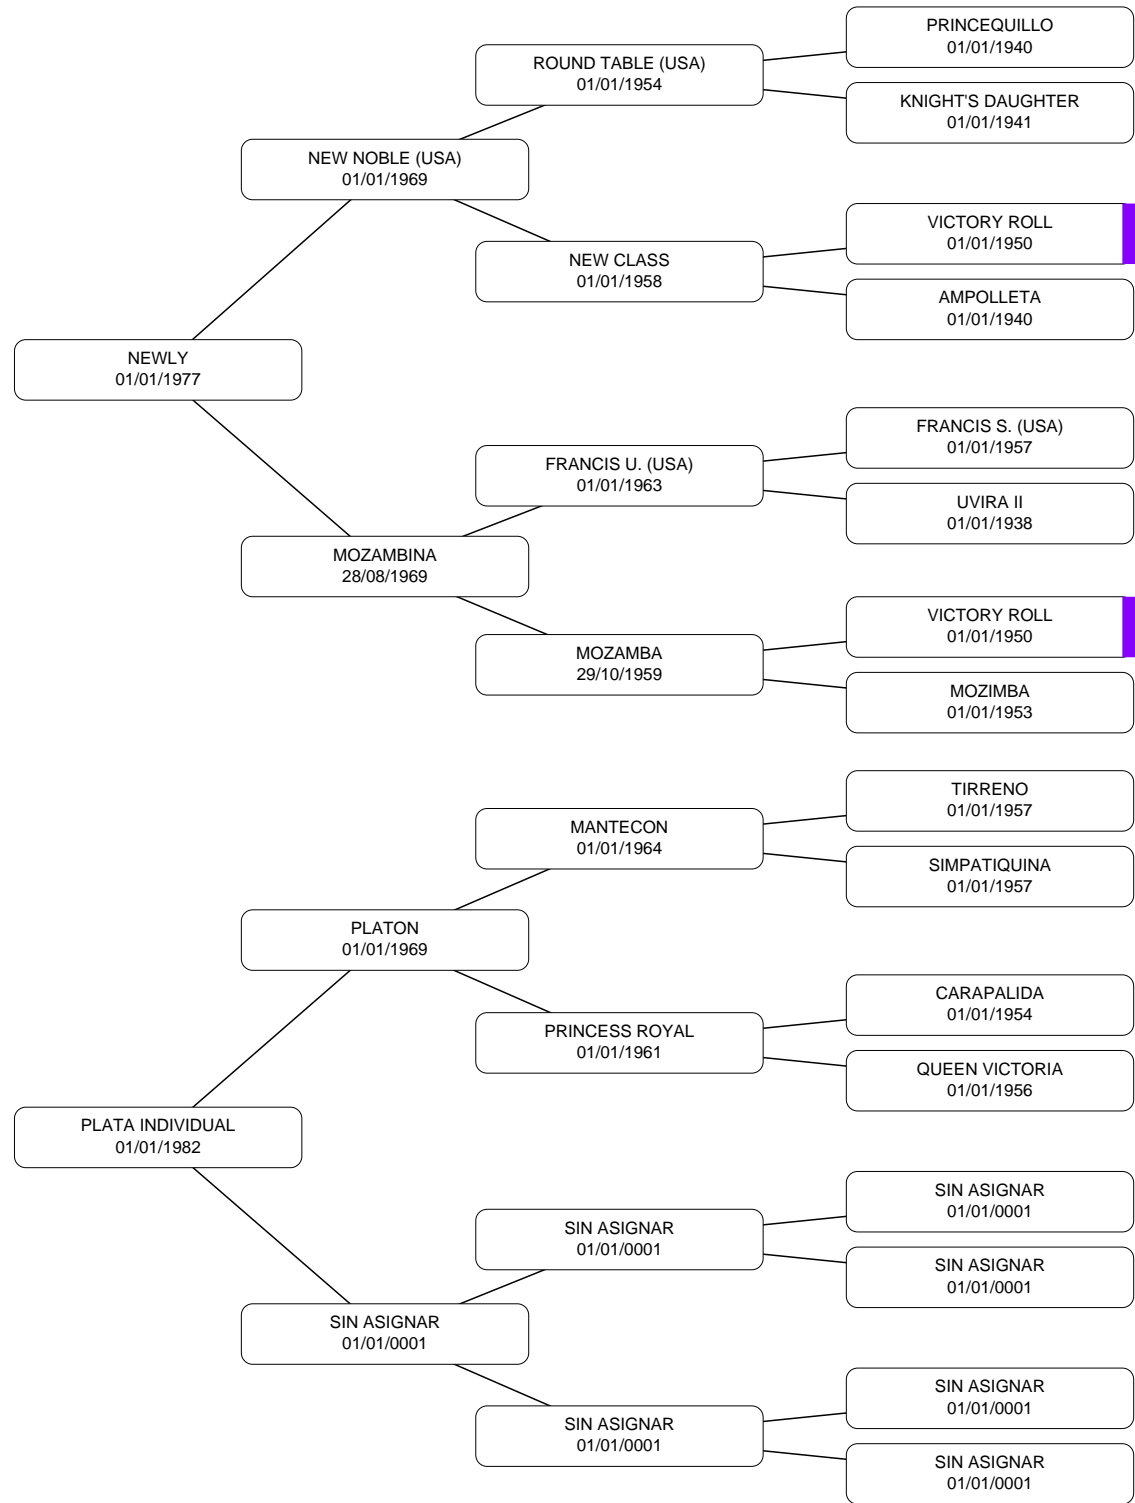 PRINCEQUILLO
01/01/1940
ROUND TABLE (USA)
01/01/1954
KNIGHT'S DAUGHTER
01/01/1941
NEW NOBLE (USA)
01/01/1969
VICTORY ROLL
01/01/1950
NEW CLASS
01/01/1958
AMPOLLETA
01/01/1940
NEWLY
01/01/1977
FRANCIS S. (USA)
01/01/1957
FRANCIS U. (USA)
01/01/1963
UVIRA II
01/01/1938
MOZAMBINA
28/08/1969
VICTORY ROLL
01/01/1950
MOZAMBA
29/10/1959
MOZIMBA
01/01/1953
TIRRENO
01/01/1957
MANTECON
01/01/1964
SIMPATIQUINA
01/01/1957
PLATON
01/01/1969
CARAPALIDA
01/01/1954
PRINCESS ROYAL
01/01/1961
QUEEN VICTORIA
01/01/1956
PLATA INDIVIDUAL
01/01/1982
SIN ASIGNAR
01/01/0001
SIN ASIGNAR
01/01/0001
SIN ASIGNAR
01/01/0001
SIN ASIGNAR
01/01/0001
SIN ASIGNAR
01/01/0001
SIN ASIGNAR
01/01/0001
SIN ASIGNAR
01/01/0001